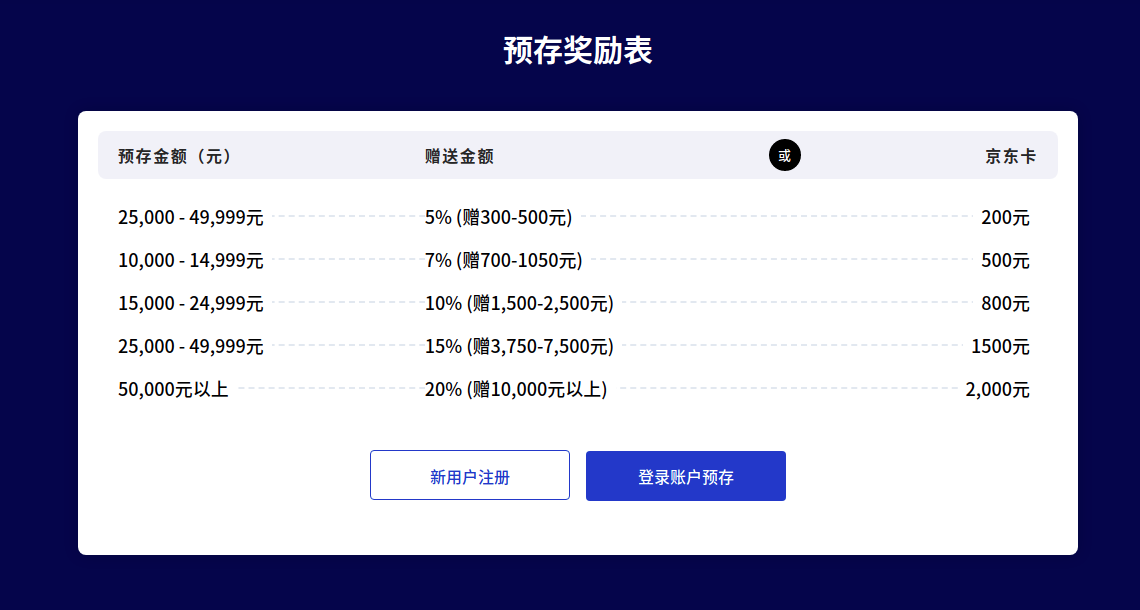 预存奖励表
预存金额（元） 赠送金额 或 京东卡
25,000 - 49,999元 5% (赠300-500元) 200元
10,000 - 14,999元 7% (赠700-1050元) 500元
15,000 - 24,999元 10% (赠1,500-2,500元) 800元
25,000 - 49,999元 15% (赠3,750-7,500元) 1500元
50,000元以上 20% (赠10,000元以上) 2,000元
新用户注册 登录账户预存